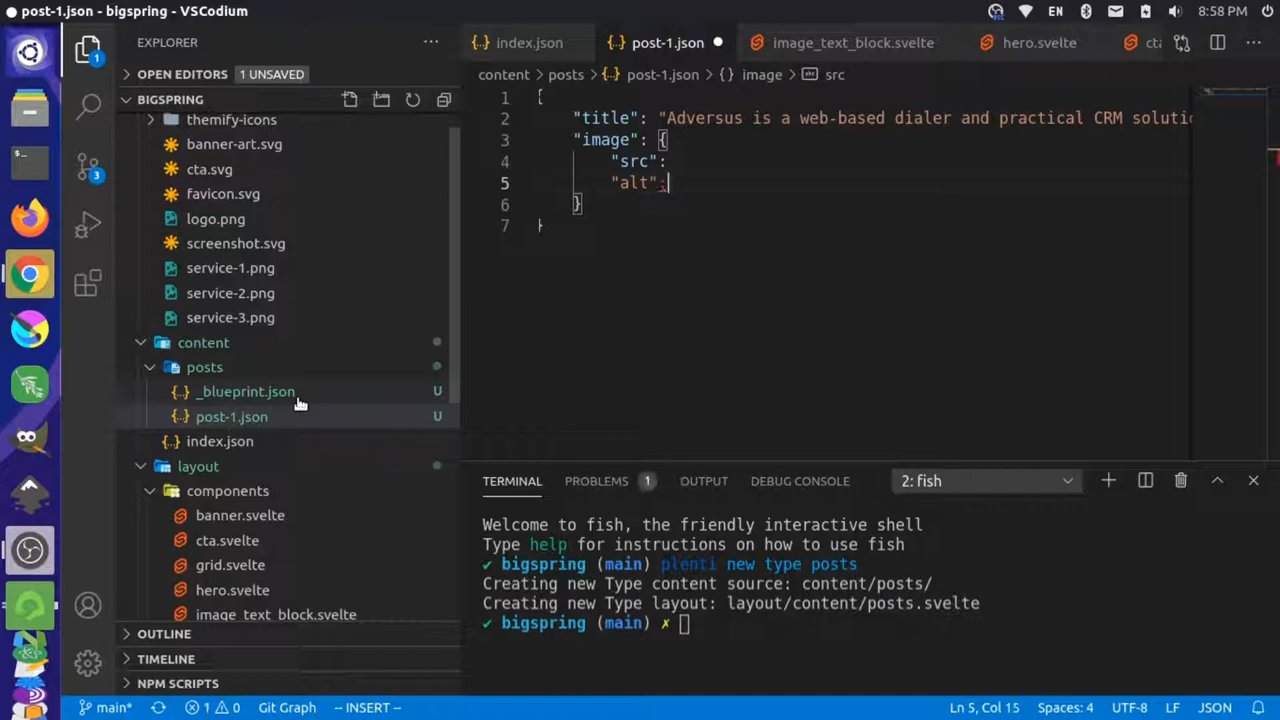 ● post-1.json - bigspring - VSCodium
EN
8:58 PM
EXPLORER
1
OPEN EDITORS 1 UNSAVED
BIGSPRING
themify-icons
banner-art.svg
cta.svg
favicon.svg
logo.png
screenshot.svg
service-1.png
service-2.png
service-3.png
content
posts
_blueprint.json U
post-1.json U
index.json
layout
components
banner.svelte
cta.svelte
grid.svelte
hero.svelte
image_text_block.svelte
OUTLINE
TIMELINE
NPM SCRIPTS
3
index.json
post-1.json ●
image_text_block.svelte
hero.svelte
cta
content > posts > {..} post-1.json > {} image > src
1 {
2 "title": "Adversus is a web-based dialer and practical CRM solutio
3 "image": {
4 "src":
5 "alt":
6 }
7 }
TERMINAL PROBLEMS 1 OUTPUT DEBUG CONSOLE 2: fish
Welcome to fish, the friendly interactive shell
Type help for instructions on how to use fish
✔ bigspring (main) plenti new type posts
Creating new Type content source: content/posts/
Creating new Type layout: layout/content/posts.svelte
✔ bigspring (main) ✗
main* 1 0 Git Graph -- INSERT -- Ln 5, Col 15 Spaces: 4 UTF-8 LF JSON